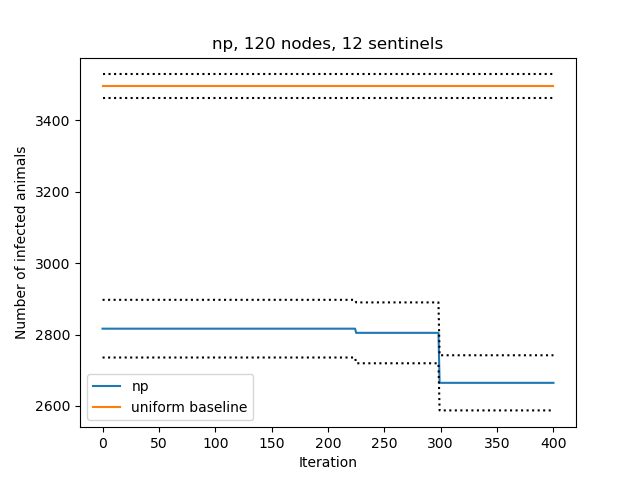 np, 120 nodes, 12 sentinels
Number of infected animals
3400
3200
3000
2800
2600
np
uniform baseline
0 50 100 150 200 250 300 350 400
Iteration